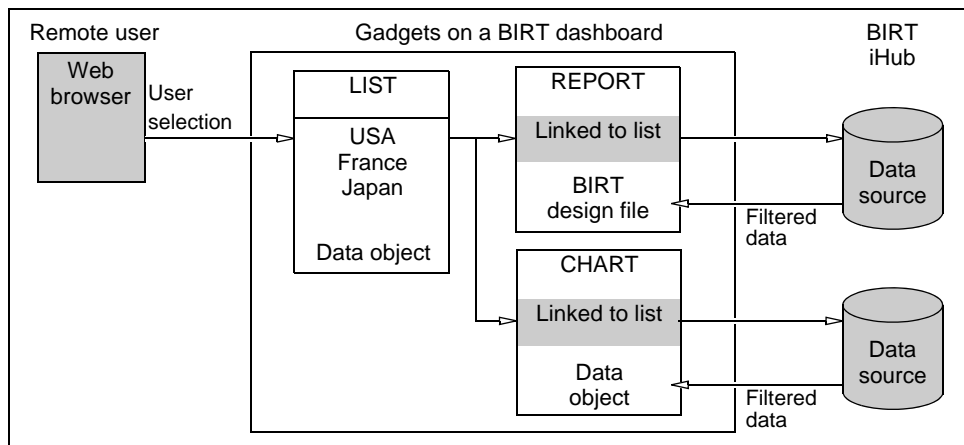 Remote user
Gadgets on a BIRT dashboard
BIRT
iHub
Web
browser
User
selection
LIST
USA
France
Japan
Data object
REPORT
Linked to list
BIRT
design file
Data
source
Filtered
data
CHART
Linked to list
Data
object
Data
source
Filtered
data